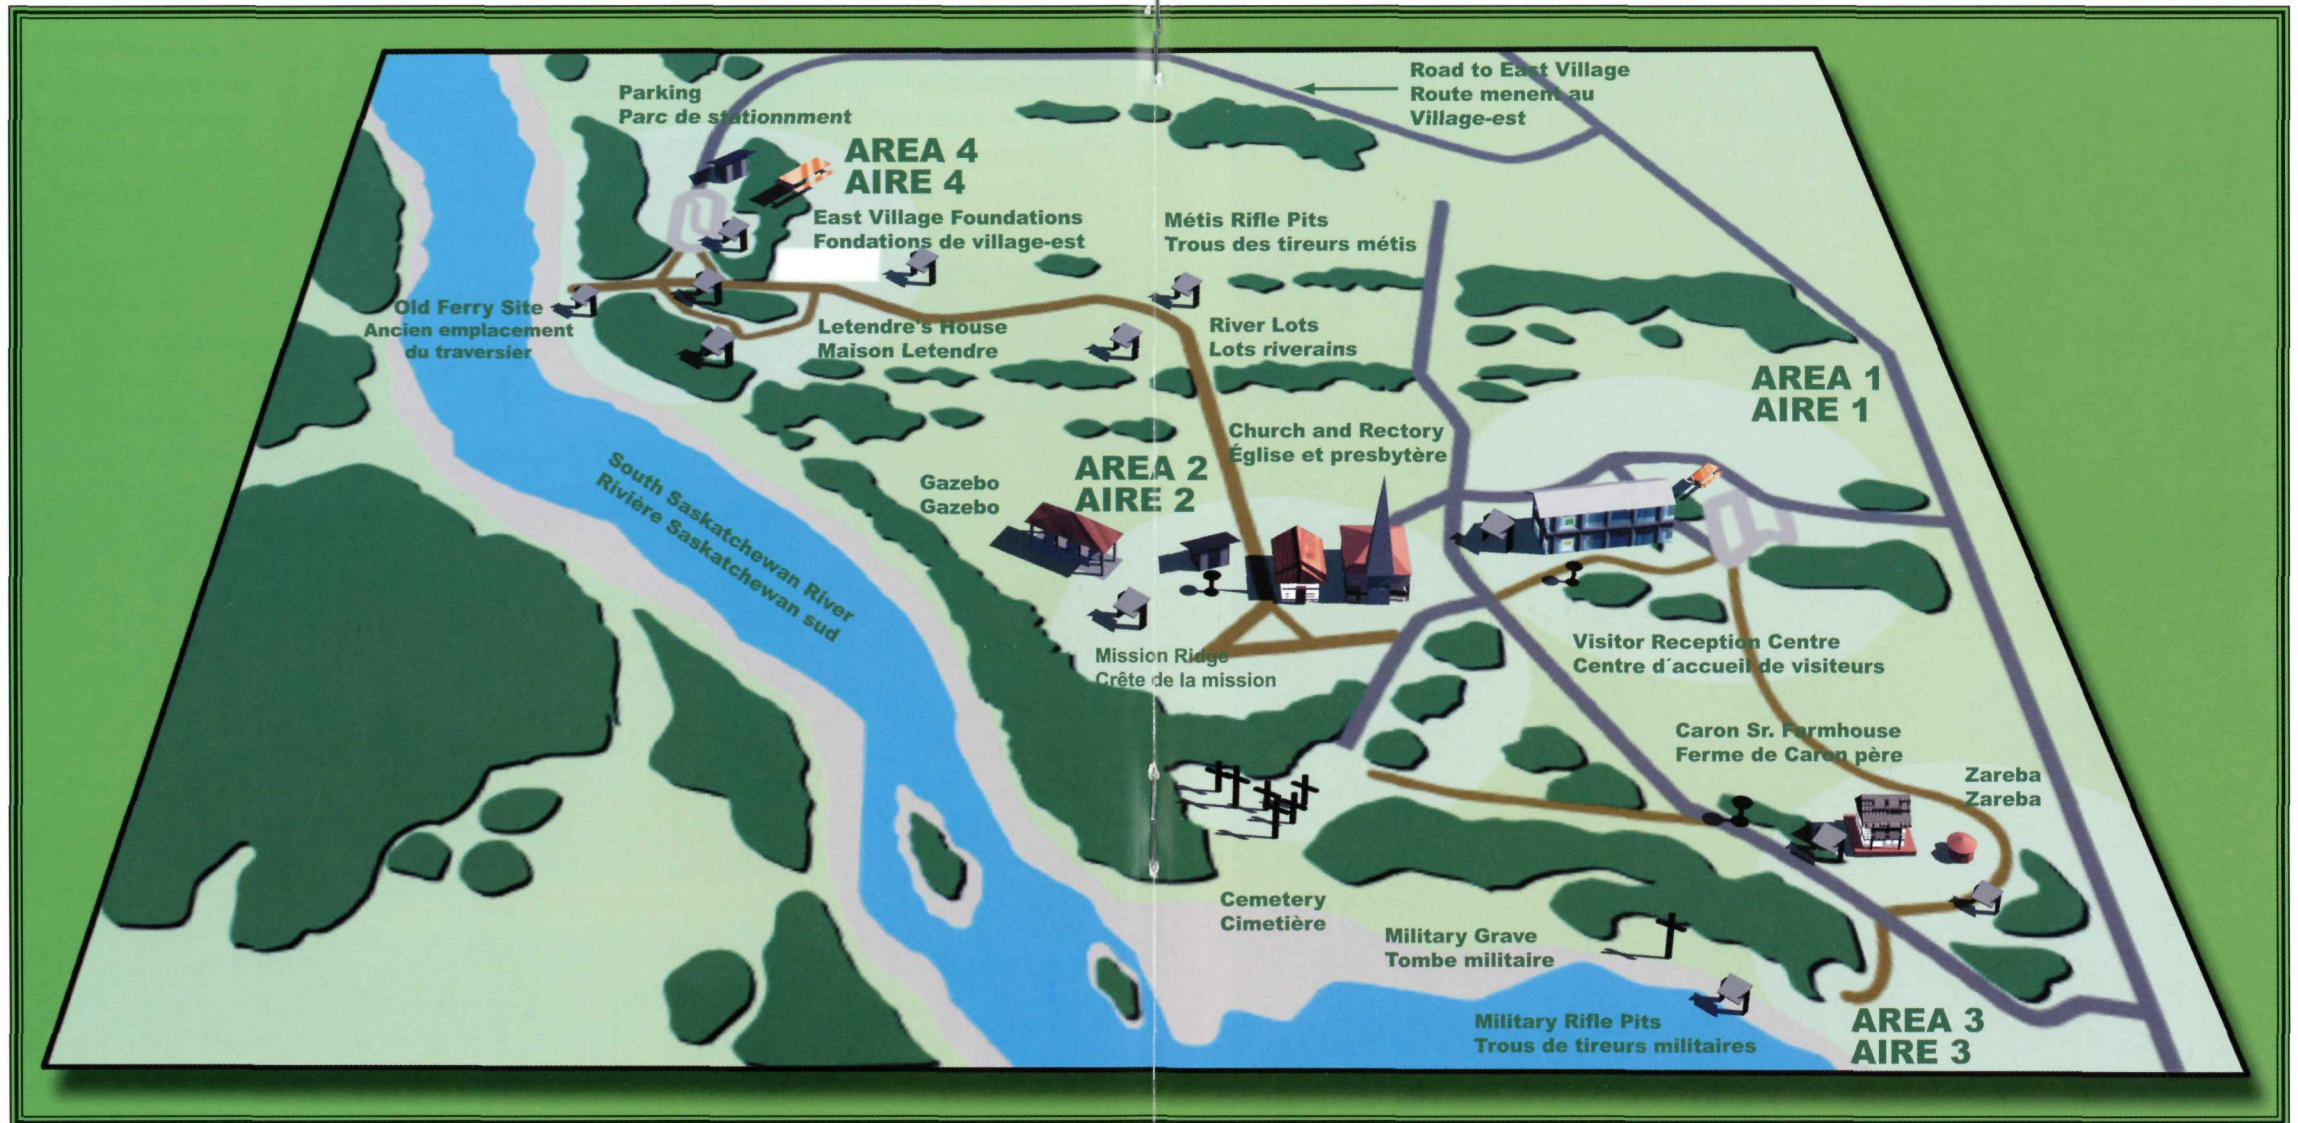 Parking
Parc de stationnment
Road to East Village
Route menent au
Village-est
AREA 4
AIRE 4
East Village Foundations
Fondations de village-est
Métis Rifle Pits
Trous des tireurs métis
Old Ferry Site
Ancien emplacement
du traversier
Letendre's House
Maison Letendre
River Lots
Lots riverains
AREA 1
AIRE 1
Church and Rectory
Église et presbytère
AREA 2
AIRE 2
Gazebo
Gazebo
South Saskatchewan River
Rivière Saskatchewan sud
Mission Ridge
Crête de la mission
Visitor Reception Centre
Centre d´accueil de visiteurs
Caron Sr. Farmhouse
Ferme de Caron père
Zareba
Zareba
Cemetery
Cimetière
Military Grave
Tombe militaire
Military Rifle Pits
Trous de tireurs militaires
AREA 3
AIRE 3